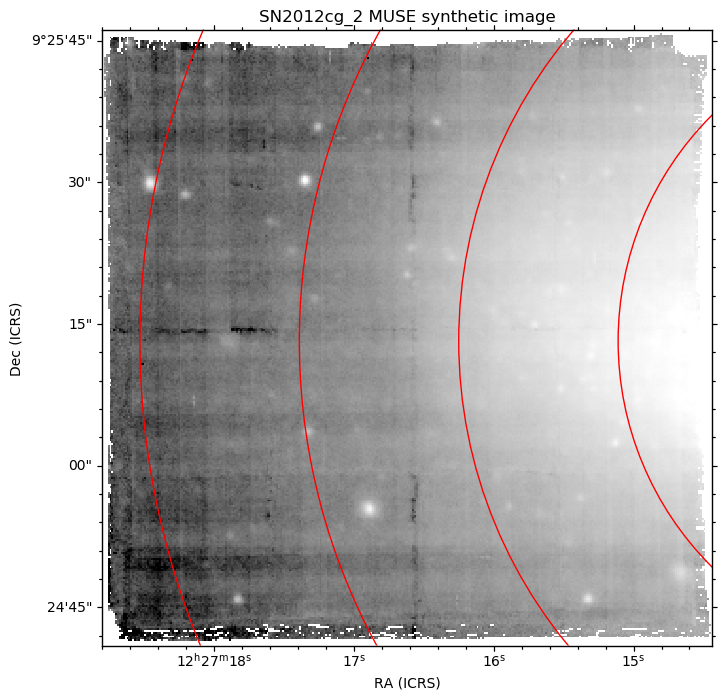 SN2012cg_2 MUSE synthetic image
9°25'45"
30"
15"
00"
24'45"
Dec (ICRS)
12ʰ27ᵐ18ˢ
17ˢ
16ˢ
15ˢ
RA (ICRS)